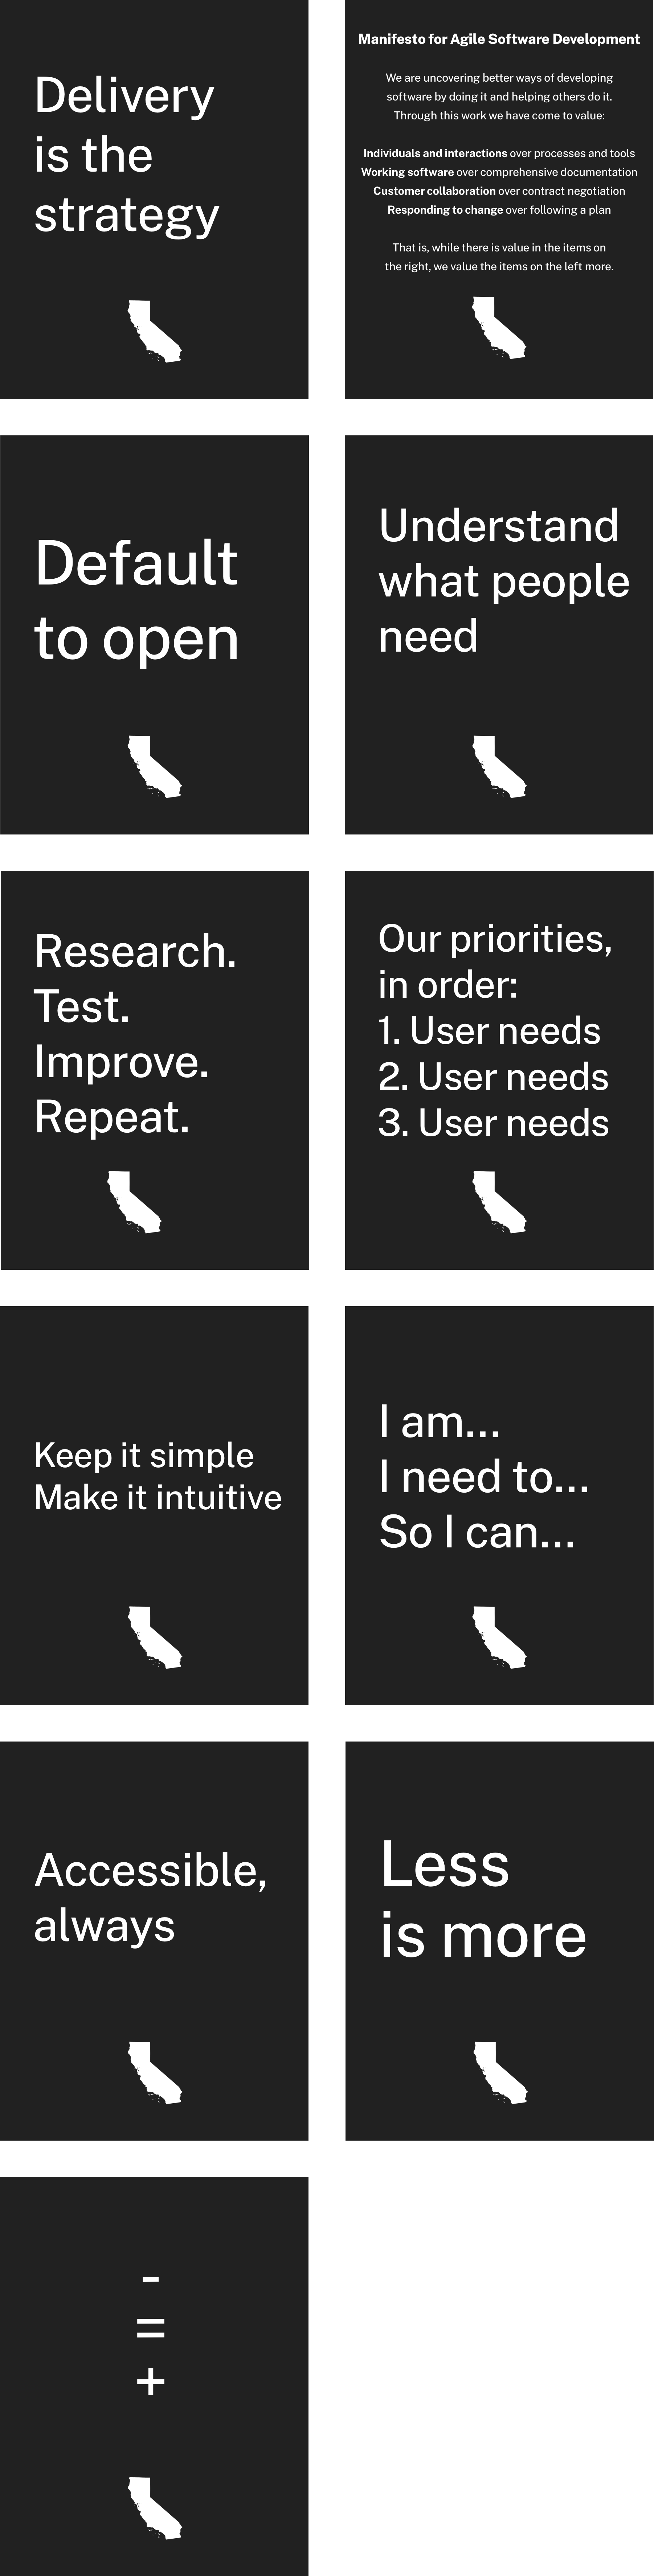 Delivery
is the
strategy
Manifesto for Agile Software Development
We are uncovering better ways of developing
software by doing it and helping others do it.
Through this work we have come to value:
Individuals and interactions over processes and tools
Working software over comprehensive documentation
Customer collaboration over contract negotiation
Responding to change over following a plan
That is, while there is value in the items on
the right, we value the items on the left more.
Default
to open
Understand
what people
need
Research.
Test.
Improve.
Repeat.
Our priorities,
in order:
1. User needs
2. User needs
3. User needs
Keep it simple
Make it intuitive
I am...
I need to...
So I can...
Accessible,
always
Less
is more
-
=
+